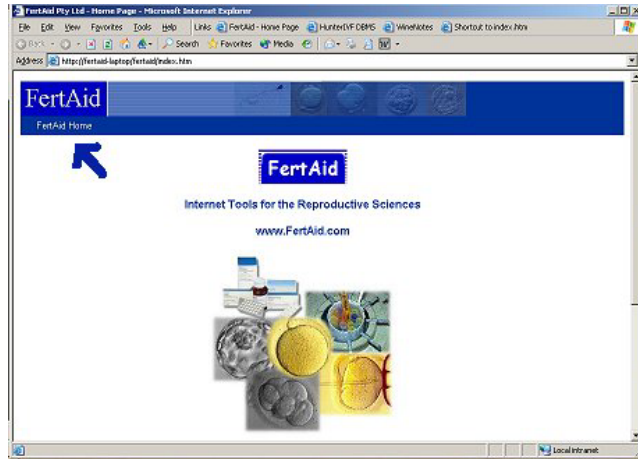 FertAid Pty Ltd - Home Page - Microsoft Internet Explorer
File Edit View Favorites Tools Help Links FertAid - Home Page HunterIVF DBMS WineNotes Shortcut to index.htm
Back Search Favorites Media
Address http://fertaid-laptop/fertaid/index.htm
FertAid
FertAid Home
FertAid
Internet Tools for the Reproductive Sciences
www.FertAid.com
Local intranet